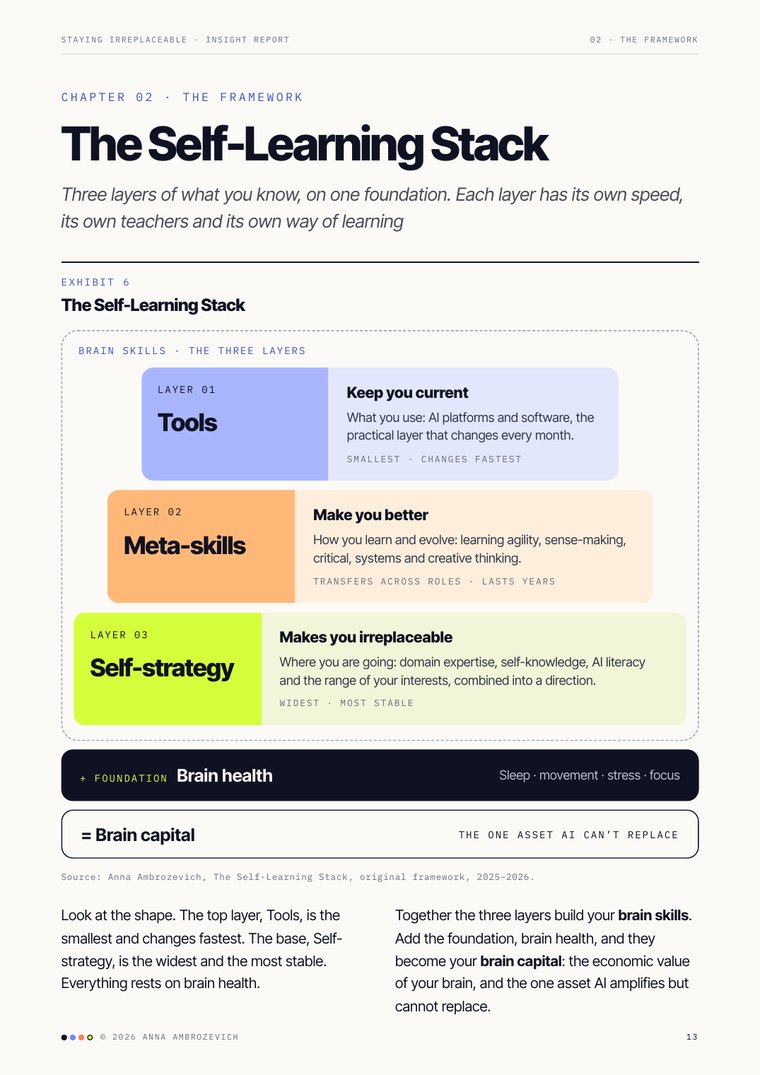 STAYING IRREPLACEABLE · INSIGHT REPORT
02 · THE FRAMEWORK
CHAPTER 02 · THE FRAMEWORK
The Self-Learning Stack
Three layers of what you know, on one foundation. Each layer has its own speed,
its own teachers and its own way of learning
EXHIBIT 6
The Self-Learning Stack
BRAIN SKILLS · THE THREE LAYERS
LAYER 01
Tools
Keep you current
What you use: AI platforms and software, the
practical layer that changes every month.
SMALLEST · CHANGES FASTEST
LAYER 02
Meta-skills
Make you better
How you learn and evolve: learning agility, sense-making,
critical, systems and creative thinking.
TRANSFERS ACROSS ROLES · LASTS YEARS
LAYER 03
Self-strategy
Makes you irreplaceable
Where you are going: domain expertise, self-knowledge, AI literacy
and the range of your interests, combined into a direction.
WIDEST · MOST STABLE
+ FOUNDATION Brain health
Sleep · movement · stress · focus
= Brain capital
THE ONE ASSET AI CAN’T REPLACE
Source: Anna Ambrozevich, The Self-Learning Stack, original framework, 2025–2026.
Look at the shape. The top layer, Tools, is the
smallest and changes fastest. The base, Self-
strategy, is the widest and the most stable.
Everything rests on brain health.
Together the three layers build your brain skills.
Add the foundation, brain health, and they
become your brain capital: the economic value
of your brain, and the one asset AI amplifies but
cannot replace.
© 2026 ANNA AMBROZEVICH
13